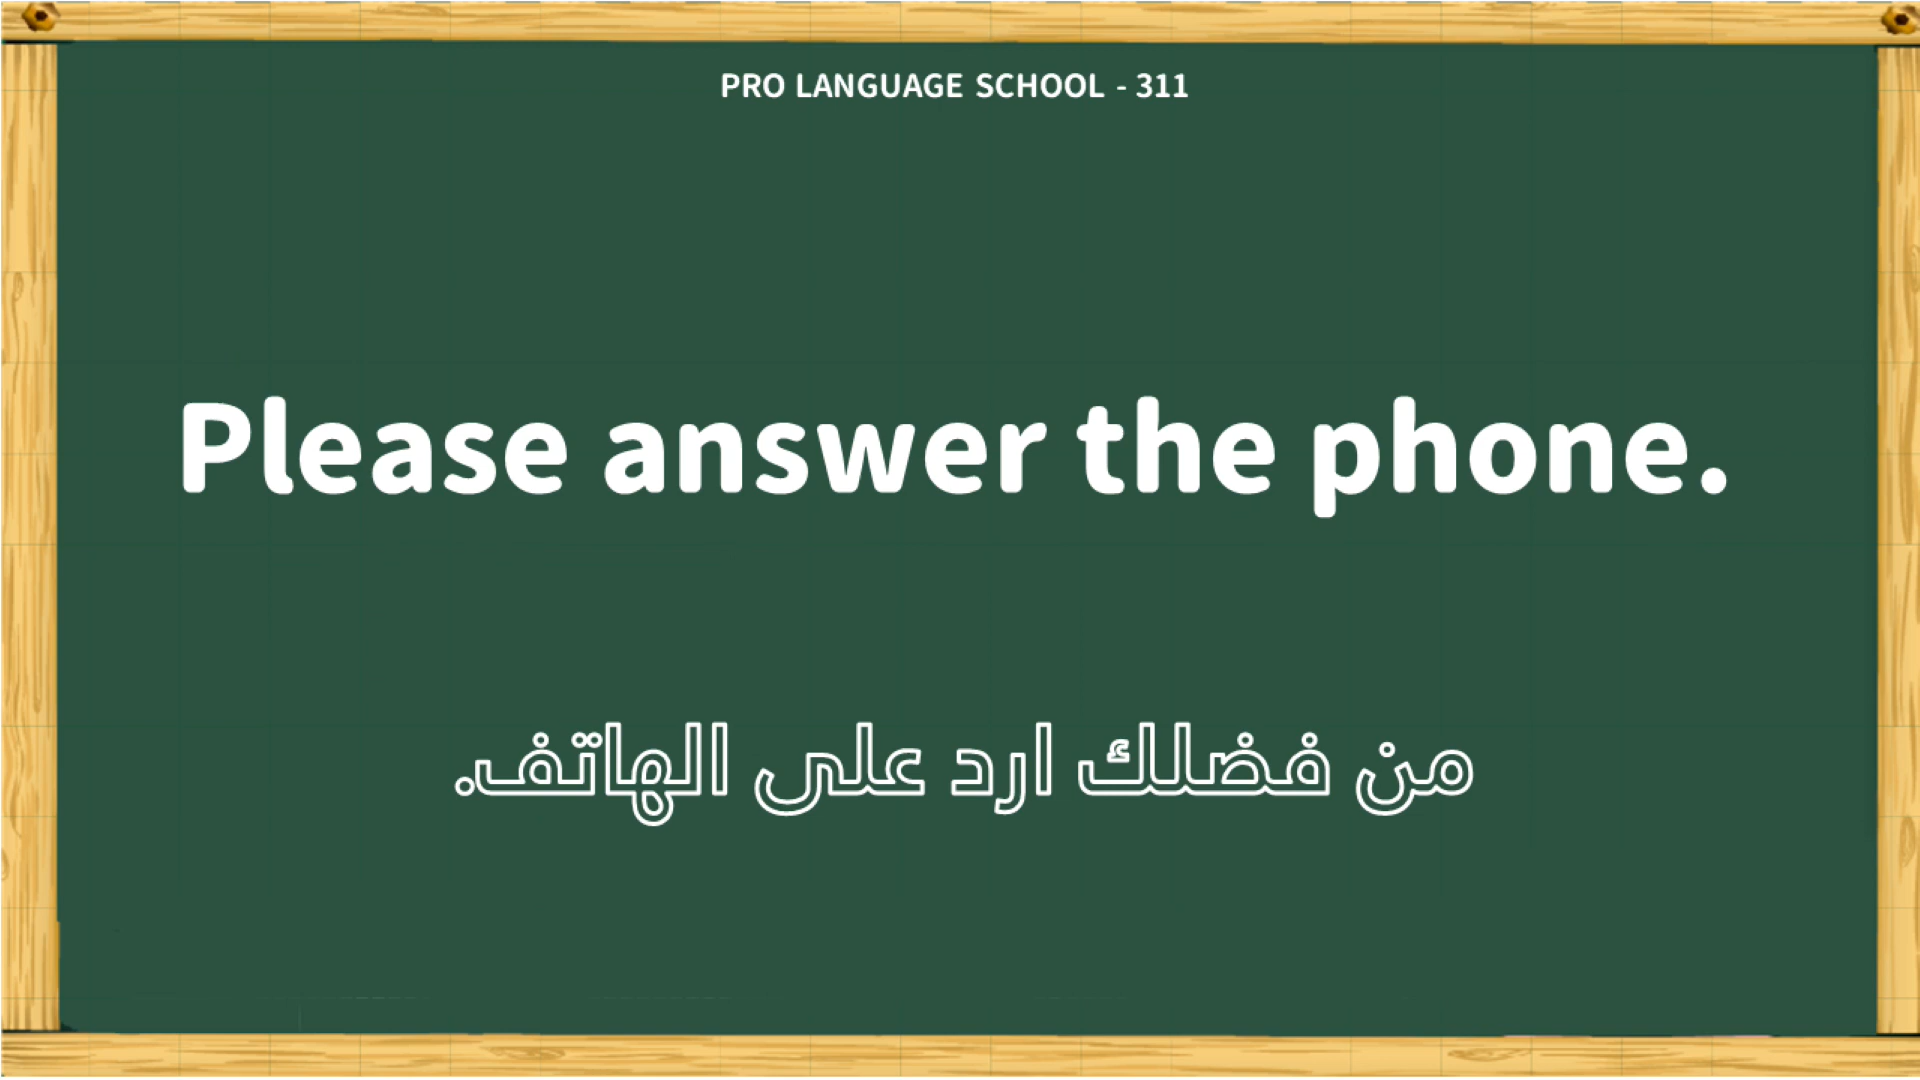 PRO LANGUAGE SCHOOL - 311
Please answer the phone.
من فضلك ارد على الهاتف.